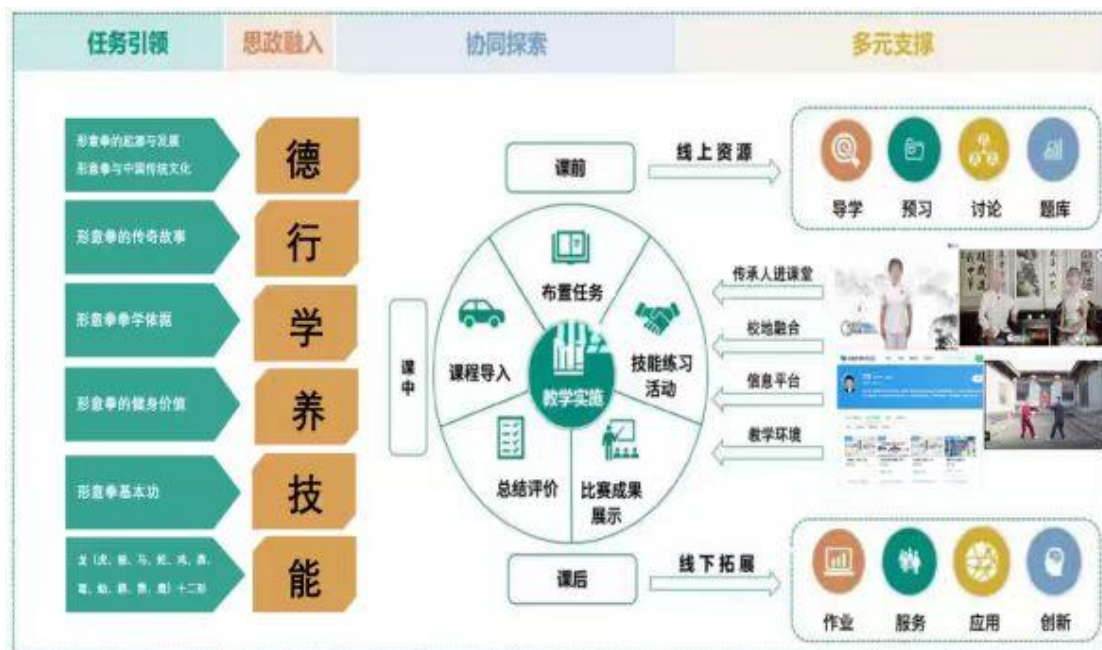 任务引领
思政融入
协同探索
多元支撑
形意拳的起源与发展
形意拳与中国传统文化
德
形意拳的传奇故事
行
形意拳拳学依据
学
形意拳的健身价值
养
形意拳基本功
技
十二形
能
课前
课中
课后
布置任务
课程导入
技能练习
活动
教学实施
总结评价
比赛成果
展示
线上资源
导学
预习
讨论
题库
传承人进课堂
校地融合
信息平台
教学环境
线下拓展
作业
服务
应用
创新